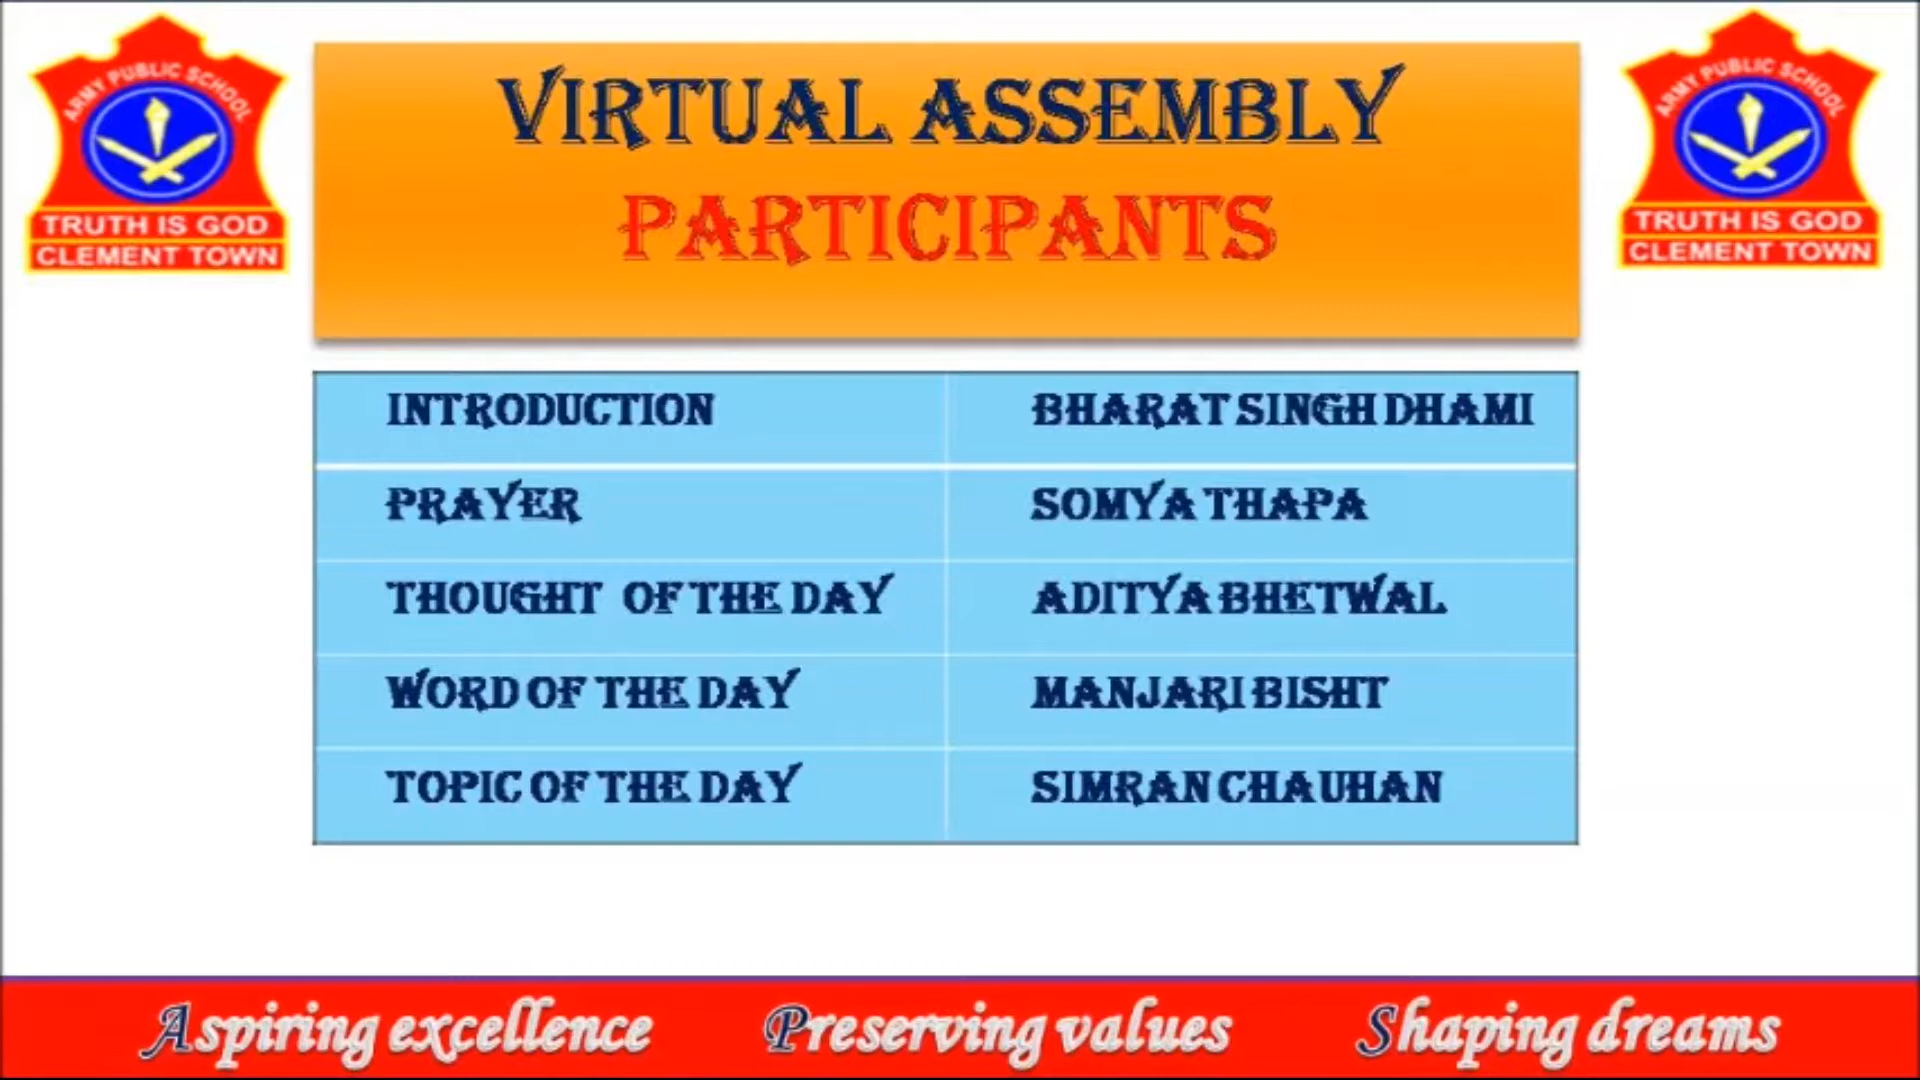 ARMY PUBLIC SCHOOL
TRUTH IS GOD
CLEMENT TOWN
VIRTUAL ASSEMBLY
PARTICIPANTS
ARMY PUBLIC SCHOOL
TRUTH IS GOD
CLEMENT TOWN
INTRODUCTION BHARAT SINGH DHAMI
PRAYER SOMYA THAPA
THOUGHT OF THE DAY ADITYA BHETWAL
WORD OF THE DAY MANJARI BISHT
TOPIC OF THE DAY SIMRAN CHAUHAN
Aspiring excellence Preserving values Shaping dreams